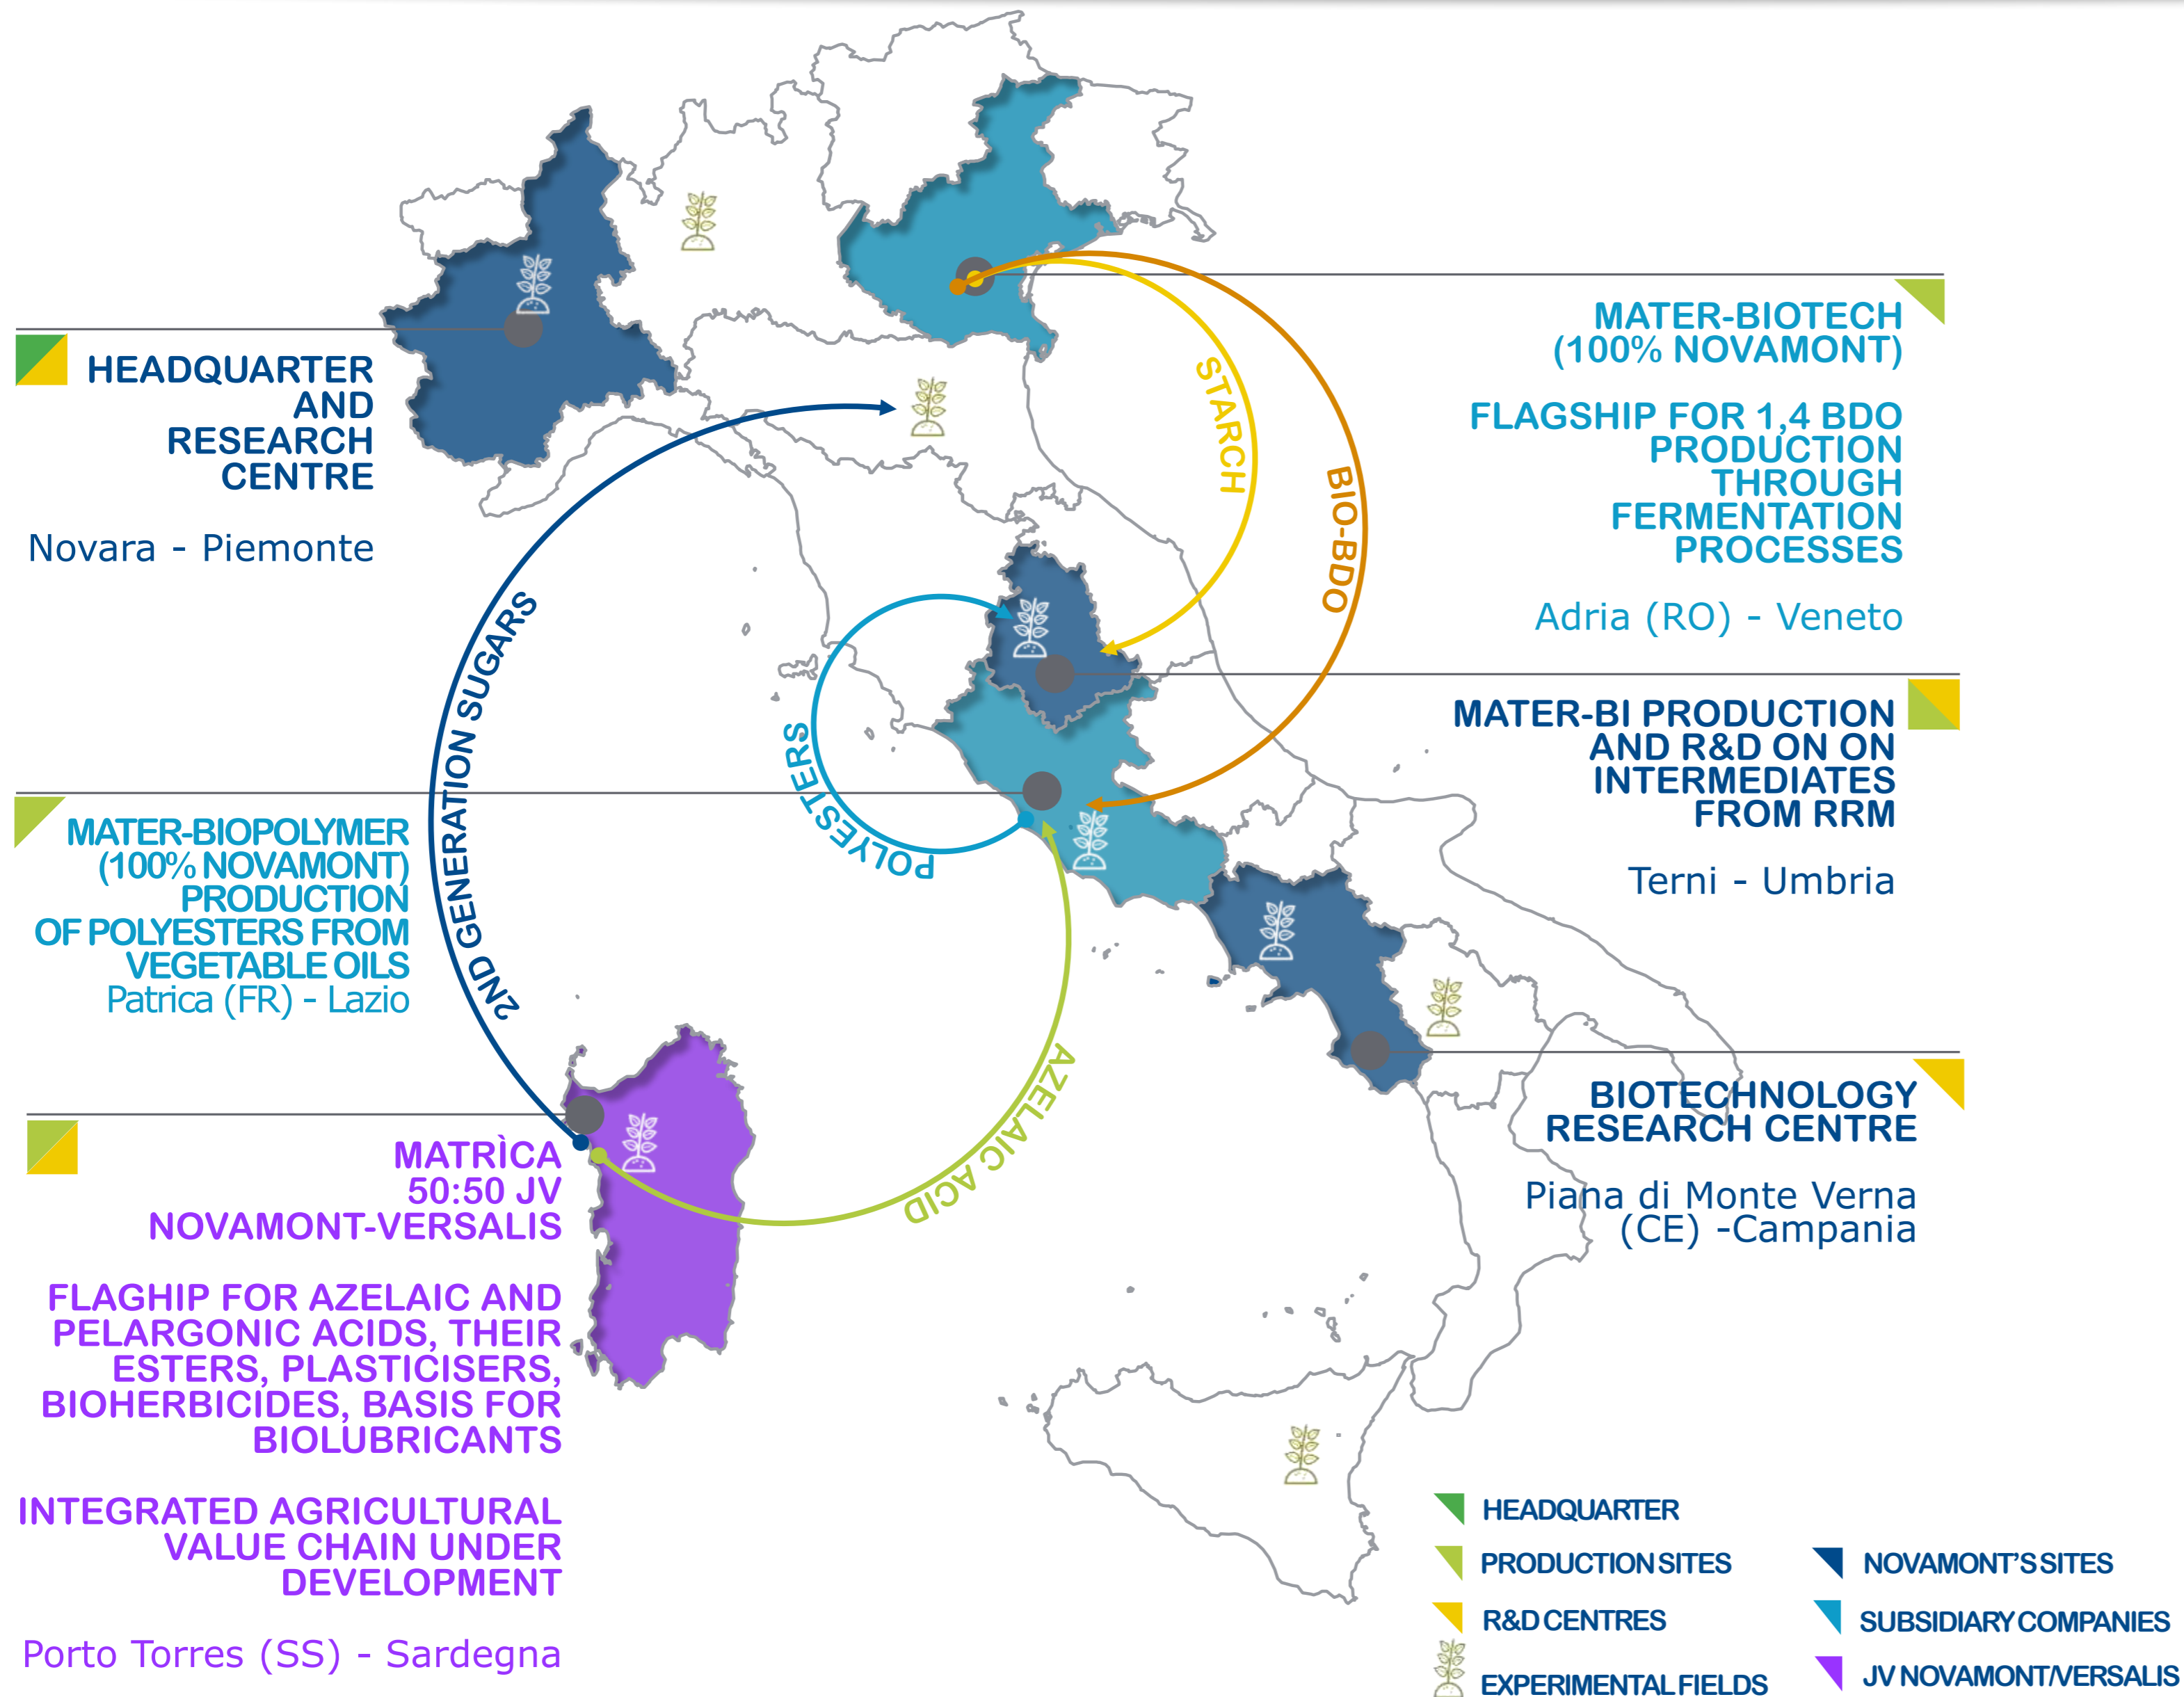 HEADQUARTER
AND
RESEARCH
CENTRE
Novara - Piemonte
MATER-BIOPOLYMER
(100% NOVAMONT)
PRODUCTION
OF POLYESTERS FROM
VEGETABLE OILS
Patrica (FR) - Lazio
MATRÌCA
50:50 JV
NOVAMONT-VERSALIS
FLAGHIP FOR AZELAIC AND
PELARGONIC ACIDS, THEIR
ESTERS, PLASTICISERS,
BIOHERBICIDES, BASIS FOR
BIOLUBRICANTS
INTEGRATED AGRICULTURAL
VALUE CHAIN UNDER
DEVELOPMENT
Porto Torres (SS) - Sardegna
2ND GENERATION SUGARS
POLYESTERS
AZELAIC ACID
STARCH
BIO-BDO
MATER-BIOTECH
(100% NOVAMONT)
FLAGSHIP FOR 1,4 BDO
PRODUCTION
THROUGH
FERMENTATION
PROCESSES
Adria (RO) - Veneto
MATER-BI PRODUCTION
AND R&D ON ON
INTERMEDIATES
FROM RRM
Terni - Umbria
BIOTECHNOLOGY
RESEARCH CENTRE
Piana di Monte Verna
(CE) -Campania
HEADQUARTER
PRODUCTION SITES
R&D CENTRES
EXPERIMENTAL FIELDS
NOVAMONT'S SITES
SUBSIDIARY COMPANIES
JV NOVAMONT/VERSALIS